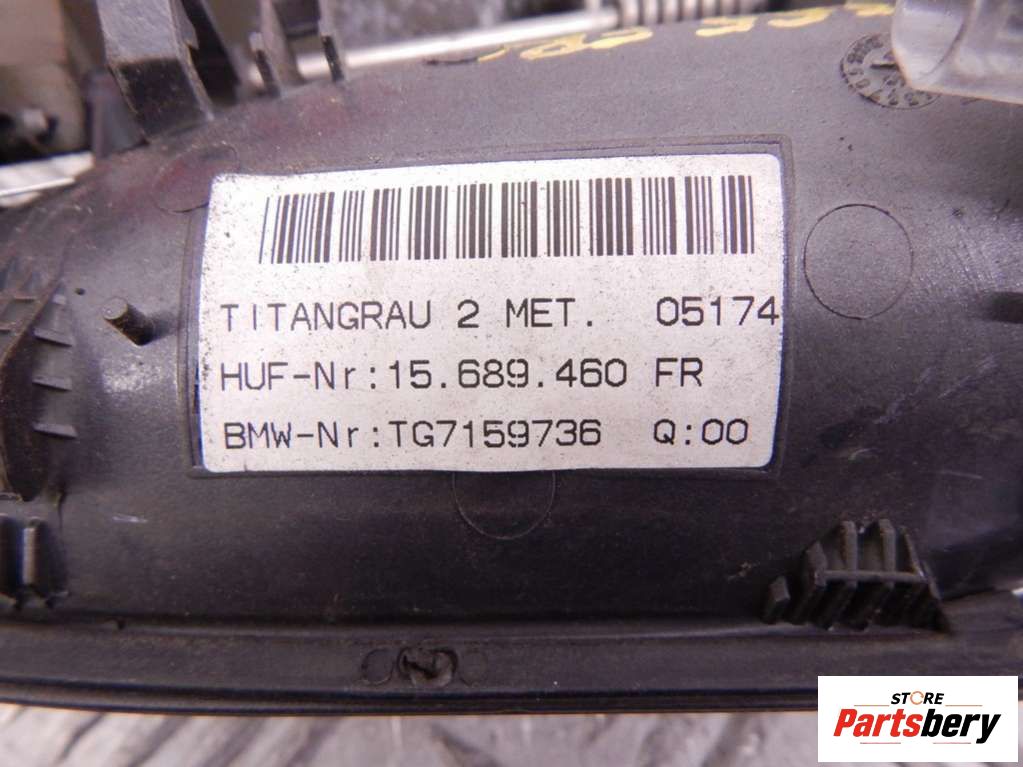 TITANGRAU 2 MET. 05174
HUF-Nr:15.689.460 FR
BMW-Nr:TG7159736 Q:00
STORE
Partsbery